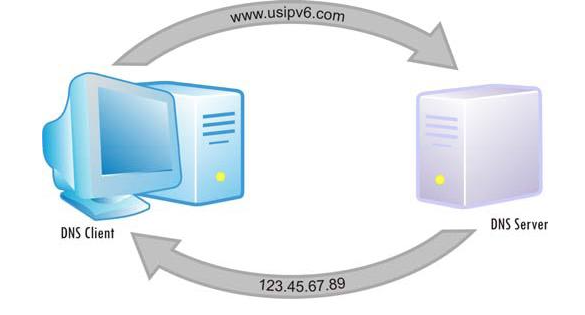 www.usipv6.com
DNS Client
DNS Server
123.45.67.89